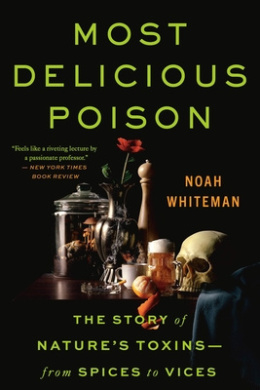 MOST
DELICIOUS
POISON
"Feels like a riveting lecture by
a passionate professor."
— NEW YORK TIMES
BOOK REVIEW
NOAH
WHITEMAN
THE STORY of
NATURE'S TOXINS—
from SPICES to VICES